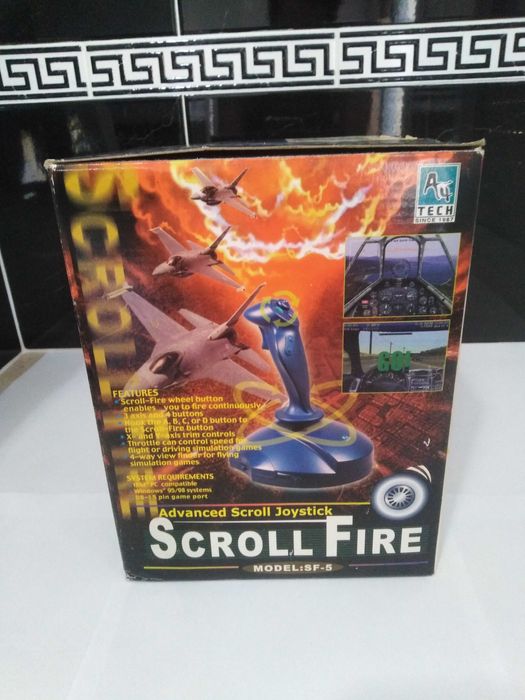 SCROLL FIRE
A4
TECH
SINCE 1987
GO!
FEATURES
Scroll-Fire wheel button
enables you to fire continuously
3 axis and 4 buttons
Hook the A, B, C, or D button to
the Scroll-Fire button
X- and Y-axis trim controls
Throttle can control speed for
flight or driving simulation games
4-way view finder for flying
simulation games
SYSTEM REQUIREMENTS
IBM PC compatible
Windows 95/98 systems
DB-15 pin game port
Advanced Scroll Joystick
SCROLL FIRE
MODEL:SF-5